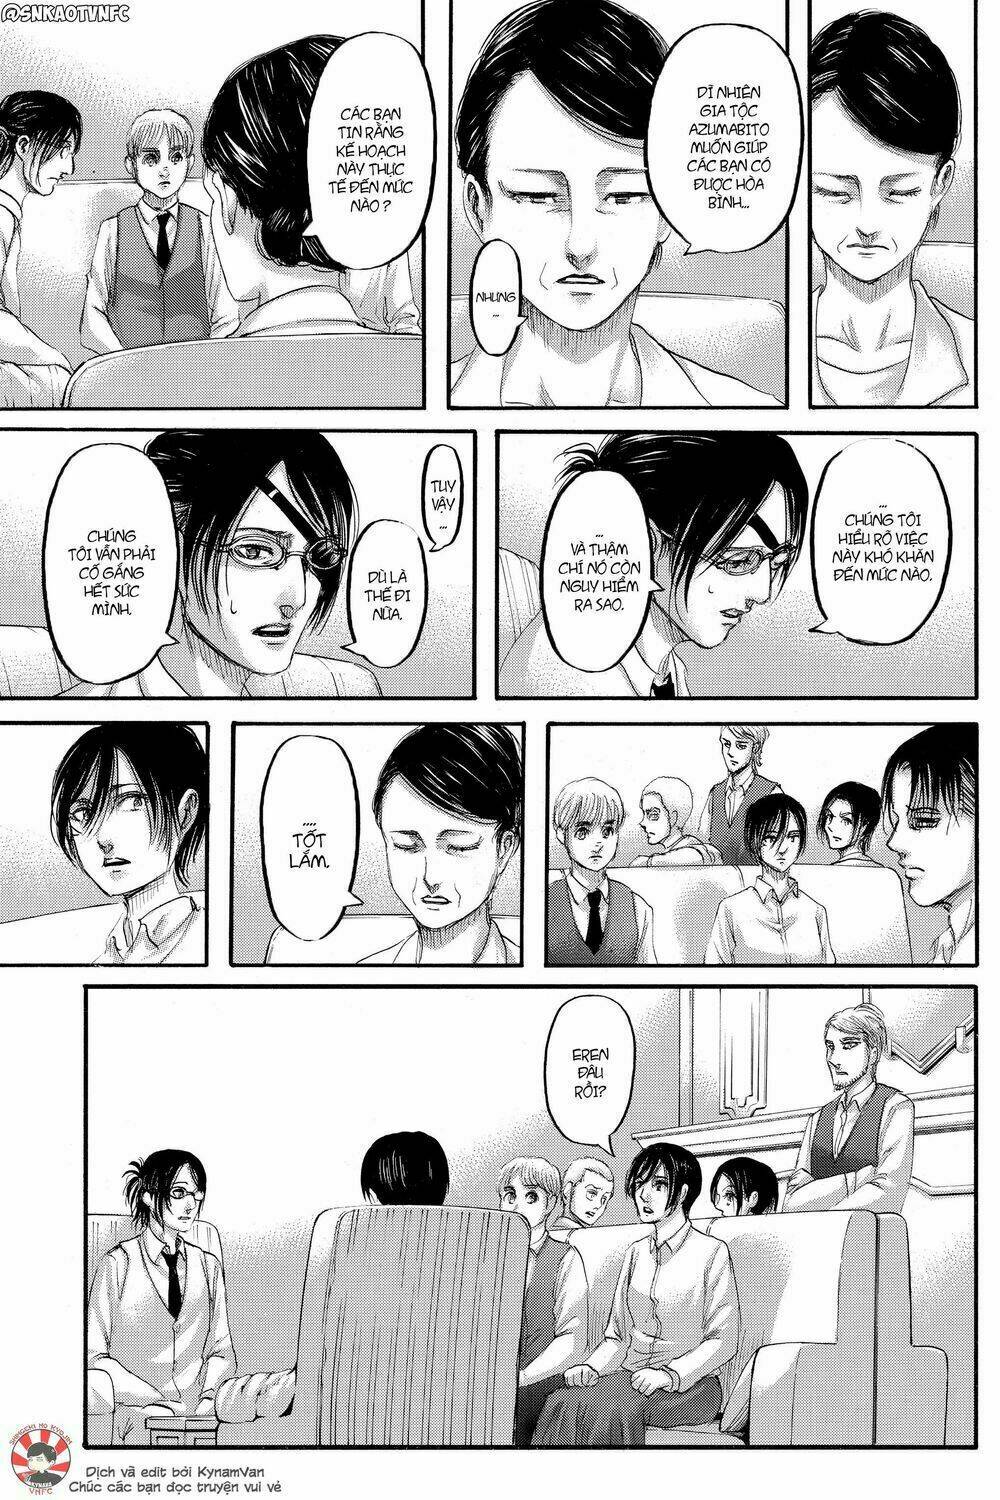 @SNKAOTVNFC
DĨ NHIÊN
GIA TỘC
AZUMABITO
MUỐN GIÚP
CÁC BẠN CÓ
ĐƯỢC HÒA
BÌNH...
NHƯNG
...
CÁC BẠN
TIN RẰNG
KẾ HOẠCH
NÀY THỰC
TẾ ĐẾN MỨC
NÀO?
...
CHÚNG TÔI
HIỂU RÕ VIỆC
NÀY KHÓ KHĂN
ĐẾN MỨC NÀO.
...
VÀ THẬM
CHÍ NÓ CÒN
NGUY HIỂM
RA SAO.
TUY
VẬY
...
DÙ LÀ
THẾ ĐI
NỮA.
CHÚNG
TÔI VẪN PHẢI
CỐ GẮNG
HẾT SỨC
MÌNH.
....
TỐT
LẮM.
EREN
ĐÂU
RỒI?
VNFC
Dịch và edit bởi KynamVan
Chúc các bạn đọc truyện vui vẻ